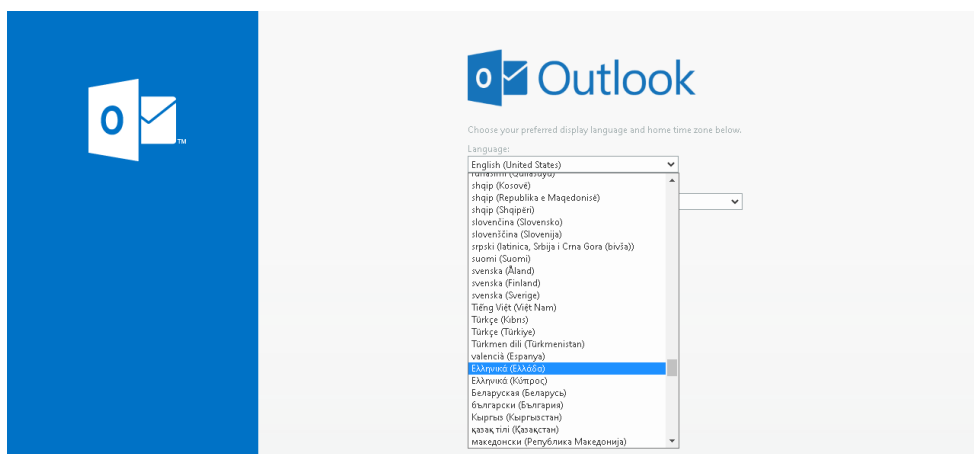 O
TM
O Outlook
Choose your preferred display language and home time zone below.
Language:
English (United States)
shqip (Kosovë)
shqip (Republika e Maqedonisë)
shqip (Shqipëri)
slovenčina (Slovensko)
slovenščina (Slovenija)
srpski (latinica, Srbija i Crna Gora (bivša))
suomi (Suomi)
svenska (Åland)
svenska (Finland)
svenska (Sverige)
Tiếng Việt (Việt Nam)
Türkçe (Kıbrıs)
Türkçe (Türkiye)
Türkmen dili (Türkmenistan)
valencià (Espanya)
Ελληνικά (Ελλάδα)
Ελληνικά (Κύπρος)
Беларуская (Беларусь)
български (България)
Кыргыз (Кыргызстан)
қазақ тілі (Қазақстан)
македонски (Република Македонија)